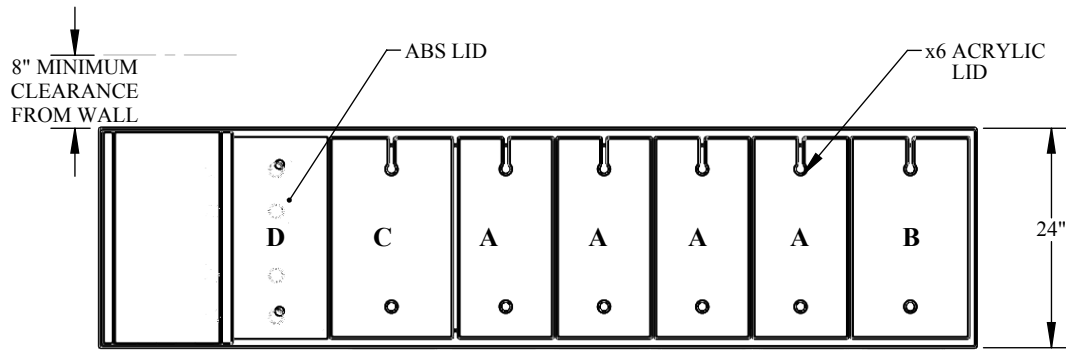 8" MINIMUM
CLEARANCE
FROM WALL
ABS LID
x6 ACRYLIC
LID
D C A A A A B
24"